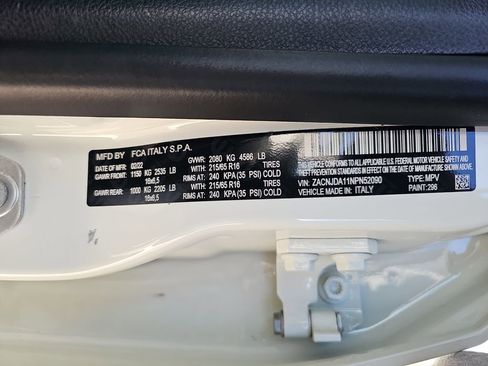 MFD BY FCA ITALY S.P.A.
DATE OF MFR 02/22 GVWR: 2080 KG 4586 LB
GAWR FRONT: 1150 KG 2535 LB WITH 215/65 R16 TIRES
16x6,5 RIMS AT: 240 KPA (35 PSI) COLD
GAWR REAR: 1000 KG 2205 LB WITH 215/65 R16 TIRES
16x6,5 RIMS AT: 240 KPA (35 PSI) COLD
THIS VEHICLE CONFORMS TO ALL APPLICABLE U.S. FEDERAL MOTOR VEHICLE SAFETY, BUMPER AND
THEFT PREVENTION STANDARDS IN EFFECT ON THE DATE OF MANUFACTURE SHOWN ABOVE
VIN: ZACNJDA11NPN52090 TYPE: MPV
VEHICLE MADE IN: ITALY PAINT: 296